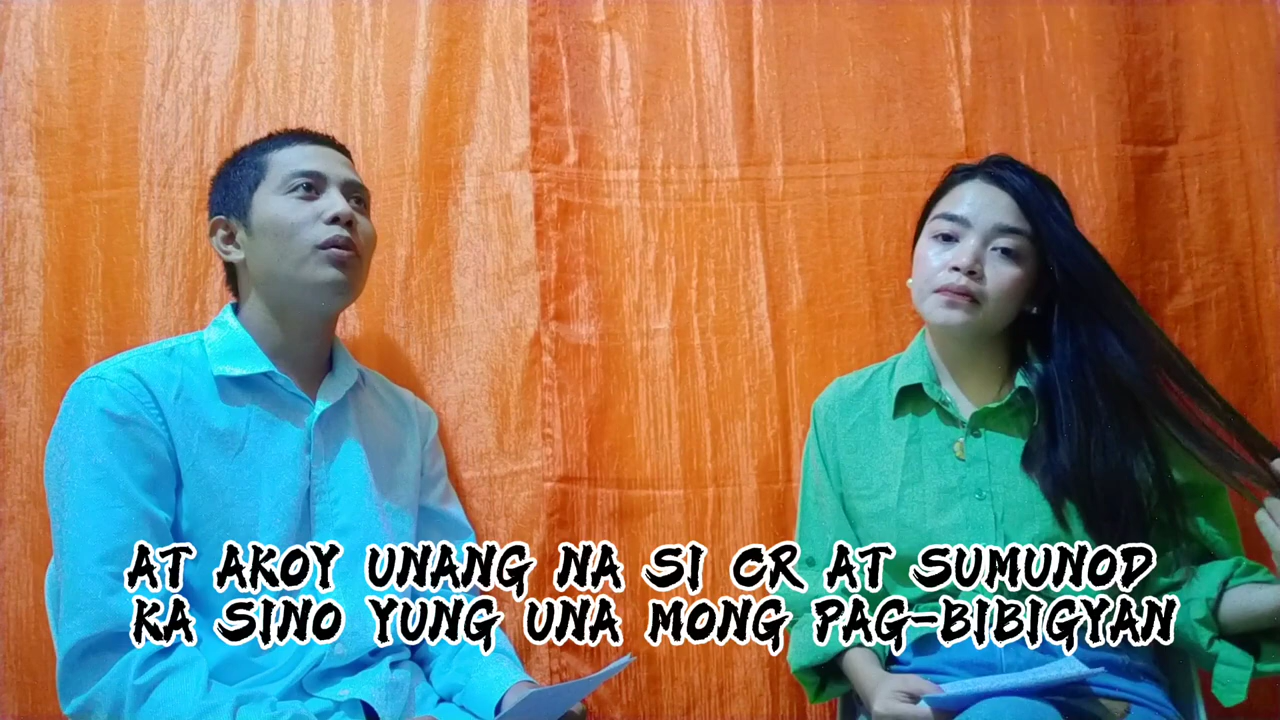 AT AKOY UNANG NA SI CR AT SUMUNOD
KA SINO YUNG UNA MONG PAG-BIBIGYAN